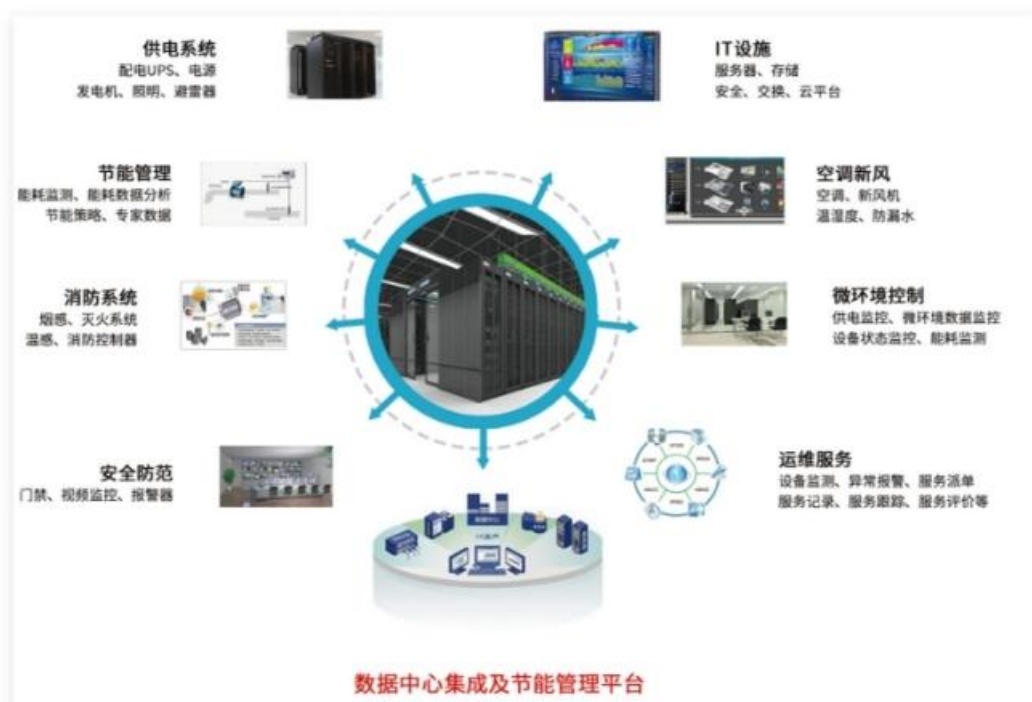 供电系统
配电UPS、电源
发电机、照明、避雷器
IT设施
服务器、存储
安全、交换、云平台
节能管理
能耗监测、能耗数据分析
节能策略、专家数据
空调新风
空调、新风机
温湿度、防漏水
消防系统
烟感、灭火系统
温感、消防控制器
微环境控制
供电监控、微环境数据监控
设备状态监控、能耗监测
安全防范
门禁、视频监控、报警器
运维服务
设备监测、异常报警、服务派单
服务记录、服务跟踪、服务评价等
数据中心集成及节能管理平台